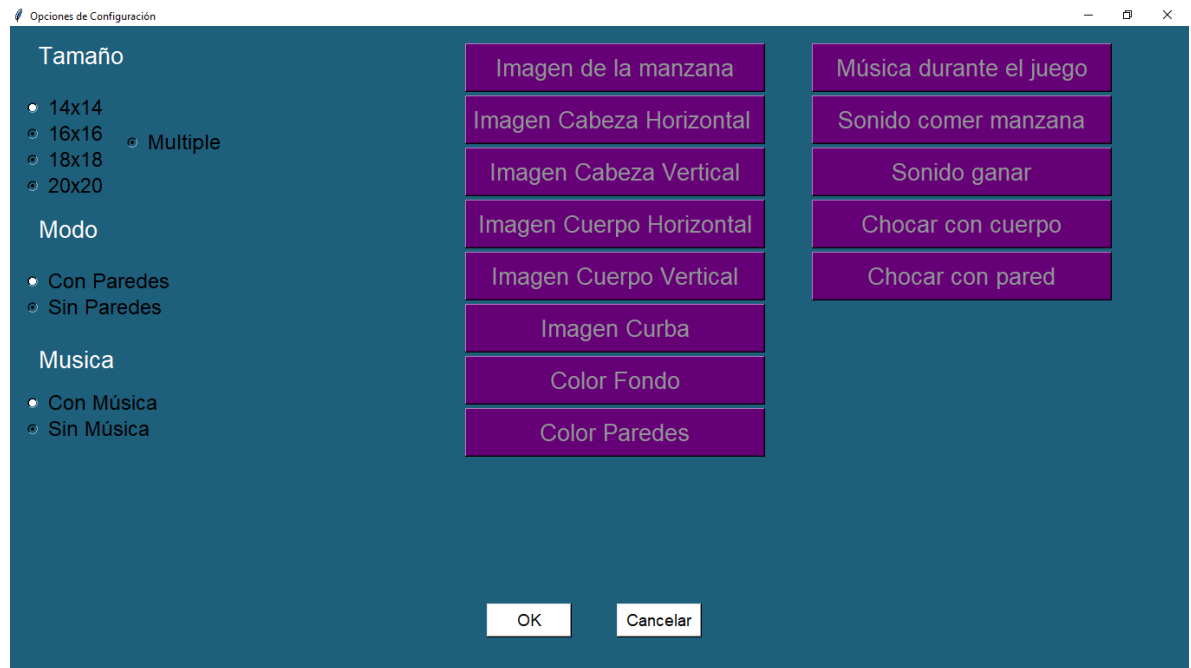 Opciones de Configuración
Tamaño
14x14
16x16
Multiple
18x18
20x20
Modo
Con Paredes
Sin Paredes
Musica
Con Música
Sin Música
Imagen de la manzana
Imagen Cabeza Horizontal
Imagen Cabeza Vertical
Imagen Cuerpo Horizontal
Imagen Cuerpo Vertical
Imagen Curba
Color Fondo
Color Paredes
Música durante el juego
Sonido comer manzana
Sonido ganar
Chocar con cuerpo
Chocar con pared
OK
Cancelar